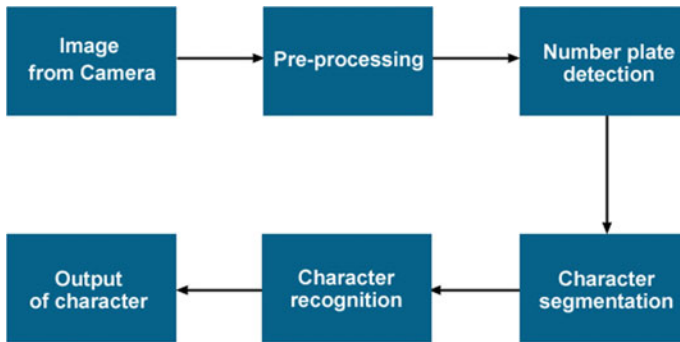 Image
from Camera
Pre-processing
Number plate
detection
Character
segmentation
Character
recognition
Output
of character